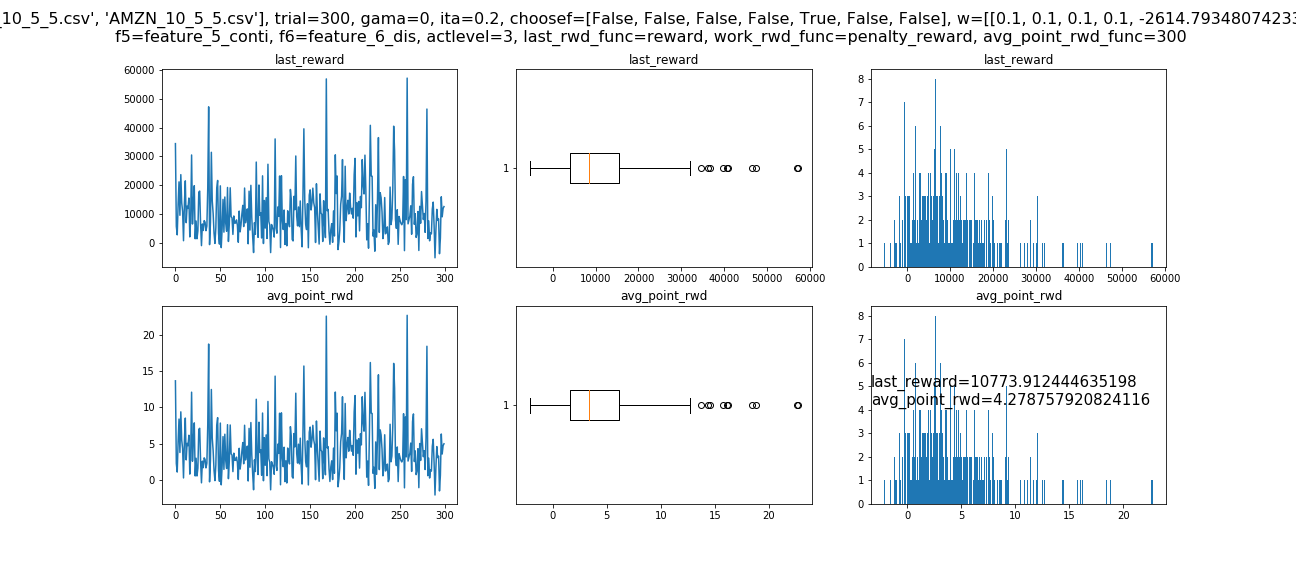 _10_5_5.csv', 'AMZN_10_5_5.csv'], trial=300, gama=0, ita=0.2, choosef=[False, False, False, False, True, False, False], w=[[0.1, 0.1, 0.1, 0.1, -2614.79348074233
f5=feature_5_conti, f6=feature_6_dis, actlevel=3, last_rwd_func=reward, work_rwd_func=penalty_reward, avg_point_rwd_func=300
last_reward
60000
50000
40000
30000
20000
10000
0
0 50 100 150 200 250 300
last_reward
1
0 10000 20000 30000 40000 50000 60000
last_reward
8
7
6
5
4
3
2
1
0
0 10000 20000 30000 40000 50000 60000
avg_point_rwd
20
15
10
5
0
0 50 100 150 200 250 300
avg_point_rwd
1
0 5 10 15 20
avg_point_rwd
8
7
6
5
4
3
2
1
0
last_reward=10773.912444635198
avg_point_rwd=4.278757920824116
0 5 10 15 20